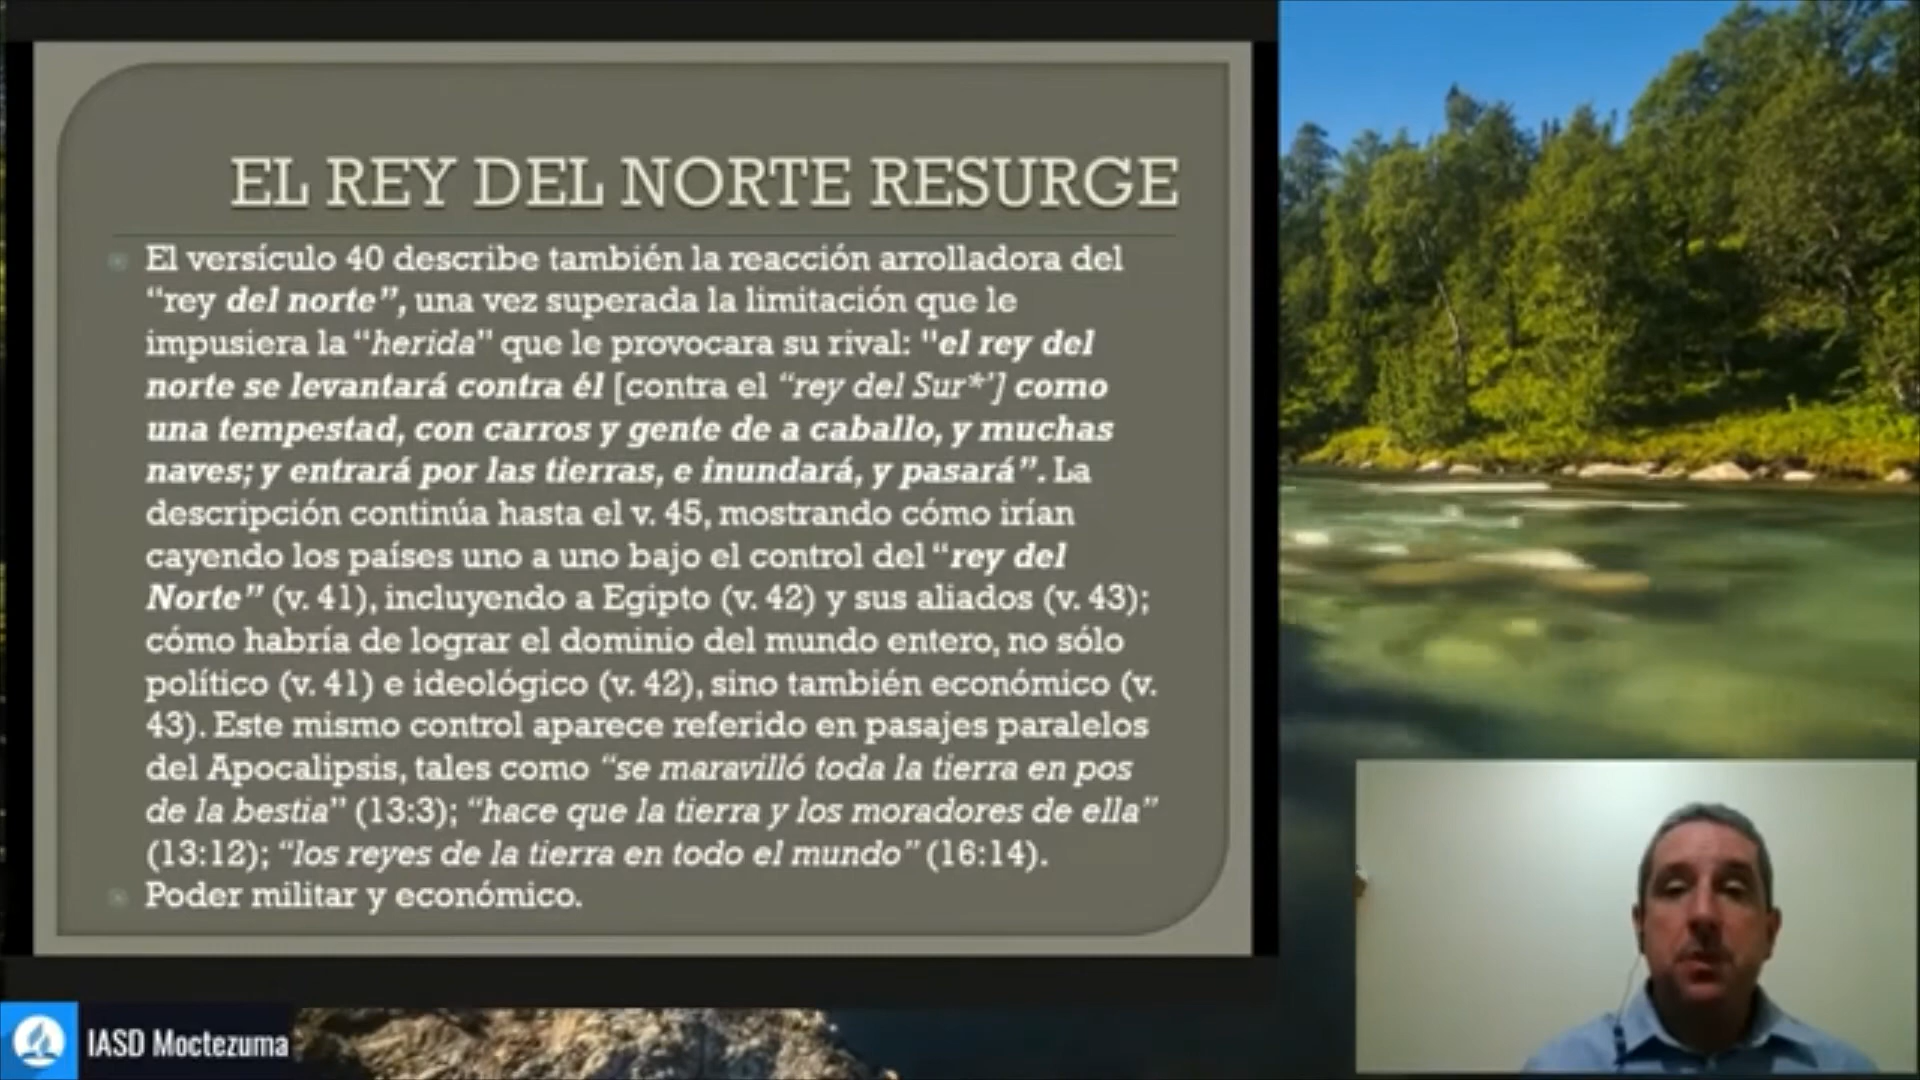 EL REY DEL NORTE RESURGE
El versículo 40 describe también la reacción arrolladora del
“rey del norte”, una vez superada la limitación que le
impusiera la “herida" que le provocara su rival: "el rey del
norte se levantará contra él [contra el “rey del Sur*’] como
una tempestad, con carros y gente de a caballo, y muchas
naves; y entrará por las tierras, e inundará, y pasará”. La
descripción continúa hasta el v. 45, mostrando cómo irían
cayendo los países uno a uno bajo el control del “rey del
Norte” (v. 41), incluyendo a Egipto (v. 42) y sus aliados (v. 43);
cómo habría de lograr el dominio del mundo entero, no sólo
político (v. 41) e ideológico (v. 42), sino también económico (v.
43). Este mismo control aparece referido en pasajes paralelos
del Apocalipsis, tales como “se maravilló toda la tierra en pos
de la bestia" (13:3); “hace que la tierra y los moradores de ella”
(13:12); “los reyes de la tierra en todo el mundo” (16:14).
Poder militar y económico.
IASD Moctezuma